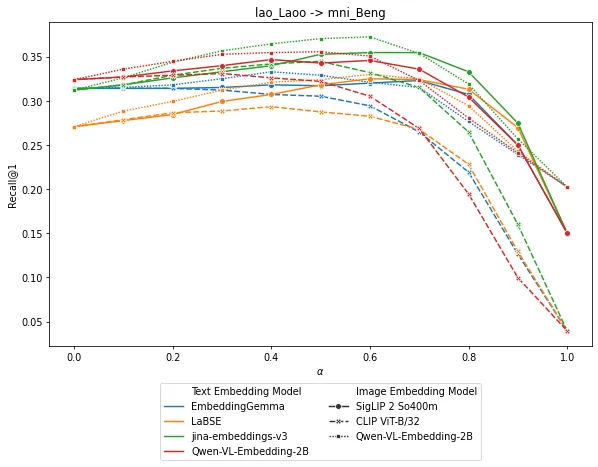 lao_Laoo -> mni_Beng
Recall@1
0.35
0.30
0.25
0.20
0.15
0.10
0.05
0.0
0.2
0.4
0.6
0.8
1.0
α
Text Embedding Model
EmbeddingGemma
LaBSE
jina-embeddings-v3
Qwen-VL-Embedding-2B
Image Embedding Model
SigLIP 2 So400m
CLIP ViT-B/32
Qwen-VL-Embedding-2B